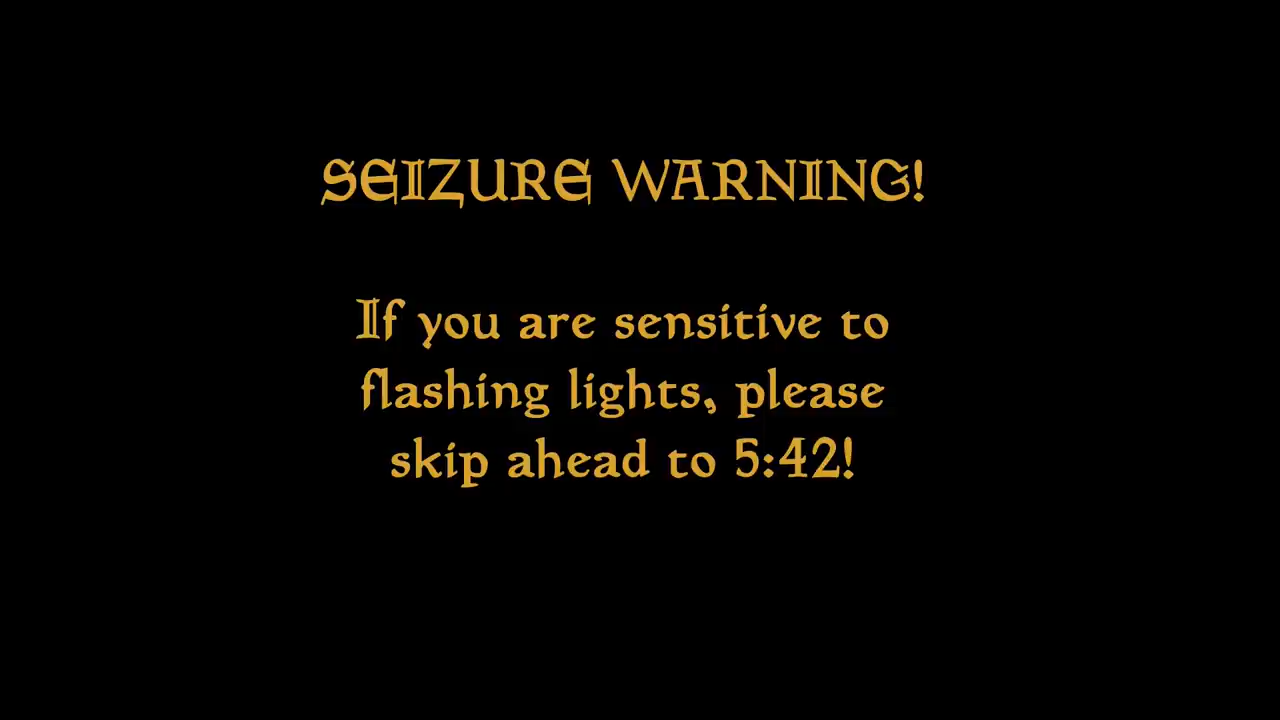 SEIZURE WARNING!
If you are sensitive to
flashing lights, please
skip ahead to 5:42!